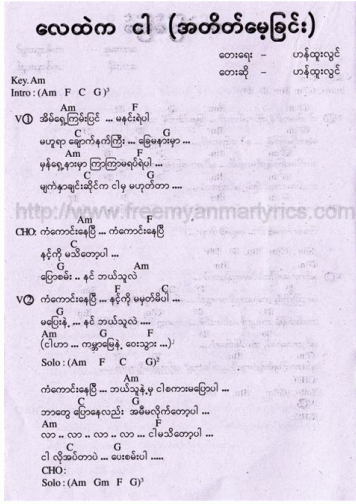 လေထဲက ငါ (အတိတ်မေ့ခြင်း)
တေးရေး – ဟန်ထူးလွင်
တေးဆို – ဟန်ထူးလွင်
Key. Am
Intro : (Am F C G)³
Am F
V① အိမ်ရှေ့ကြမ်းပြင် ... မနင်းရဲပါ
C G
မဟူရာ ချောက်နက်ကြီး ... ခြေမနားမှာ ...
Am F
မှန်ရှေ့နားမှာ ကြာကြာမရပ်ရဲပါ ...
C G
မျက်နှာချင်းဆိုင်က ငါမှ မဟုတ်တာ ....
http://www.freemyanmarlyrics.com
Am F
CHO: ကံကောင်းနေပြီ ... ကံကောင်းနေပြီ
C
နင့်ကို မသိတော့ပါ ...
G Am
ပြောစမ်း .. နင် ဘယ်သူလဲ
F
V② ကံကောင်းနေပြီ ... နင့်ကို မမှတ်မိပါ ...
C G
မပြေးနဲ့ ... နင် ဘယ်သူလဲ ....
Am G F
(ငါဟာ ... ကမ္ဘာမြေနဲ့ ဝေးသွား ...)²
Solo : (Am F C G)²
Am
ကံကောင်းနေပြီ ... ဘယ်သူနဲ့မှ ငါစကားမပြောပါ ...
C G
ဘာတွေ ပြောနေလည်း အမီမလိုက်တော့ပါ ...
Am F
လာ .. လာ .. လာ .. လာ ... ငါမသိတော့ပါ ...
C G
ငါ လိုအပ်တာပဲ ... ပေးစမ်းပါ .....
CHO:
Solo : (Am Gm F G)³